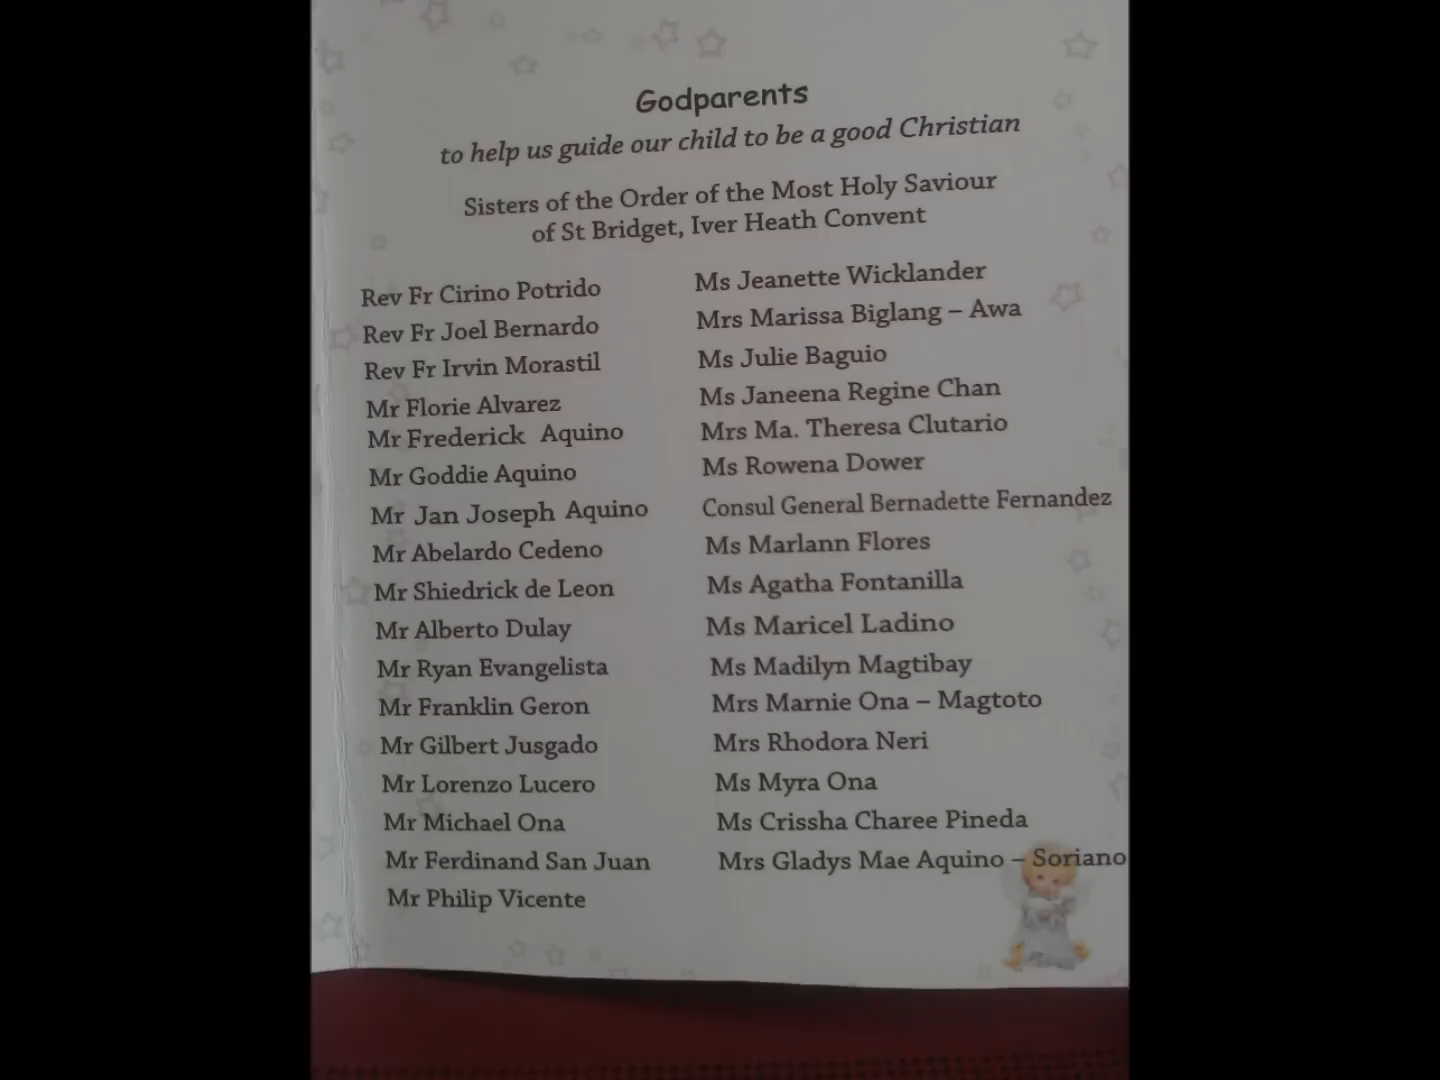 Godparents
to help us guide our child to be a good Christian
Sisters of the Order of the Most Holy Saviour
of St Bridget, Iver Heath Convent
Rev Fr Cirino Potrido
Rev Fr Joel Bernardo
Rev Fr Irvin Morastil
Mr Florie Alvarez
Mr Frederick Aquino
Mr Goddie Aquino
Mr Jan Joseph Aquino
Mr Abelardo Cedeno
Mr Shiedrick de Leon
Mr Alberto Dulay
Mr Ryan Evangelista
Mr Franklin Geron
Mr Gilbert Jusgado
Mr Lorenzo Lucero
Mr Michael Ona
Mr Ferdinand San Juan
Mr Philip Vicente
Ms Jeanette Wicklander
Mrs Marissa Biglang – Awa
Ms Julie Baguio
Ms Janeena Regine Chan
Mrs Ma. Theresa Clutario
Ms Rowena Dower
Consul General Bernadette Fernandez
Ms Marlann Flores
Ms Agatha Fontanilla
Ms Maricel Ladino
Ms Madilyn Magtibay
Mrs Marnie Ona – Magtoto
Mrs Rhodora Neri
Ms Myra Ona
Ms Crissha Charee Pineda
Mrs Gladys Mae Aquino – Soriano